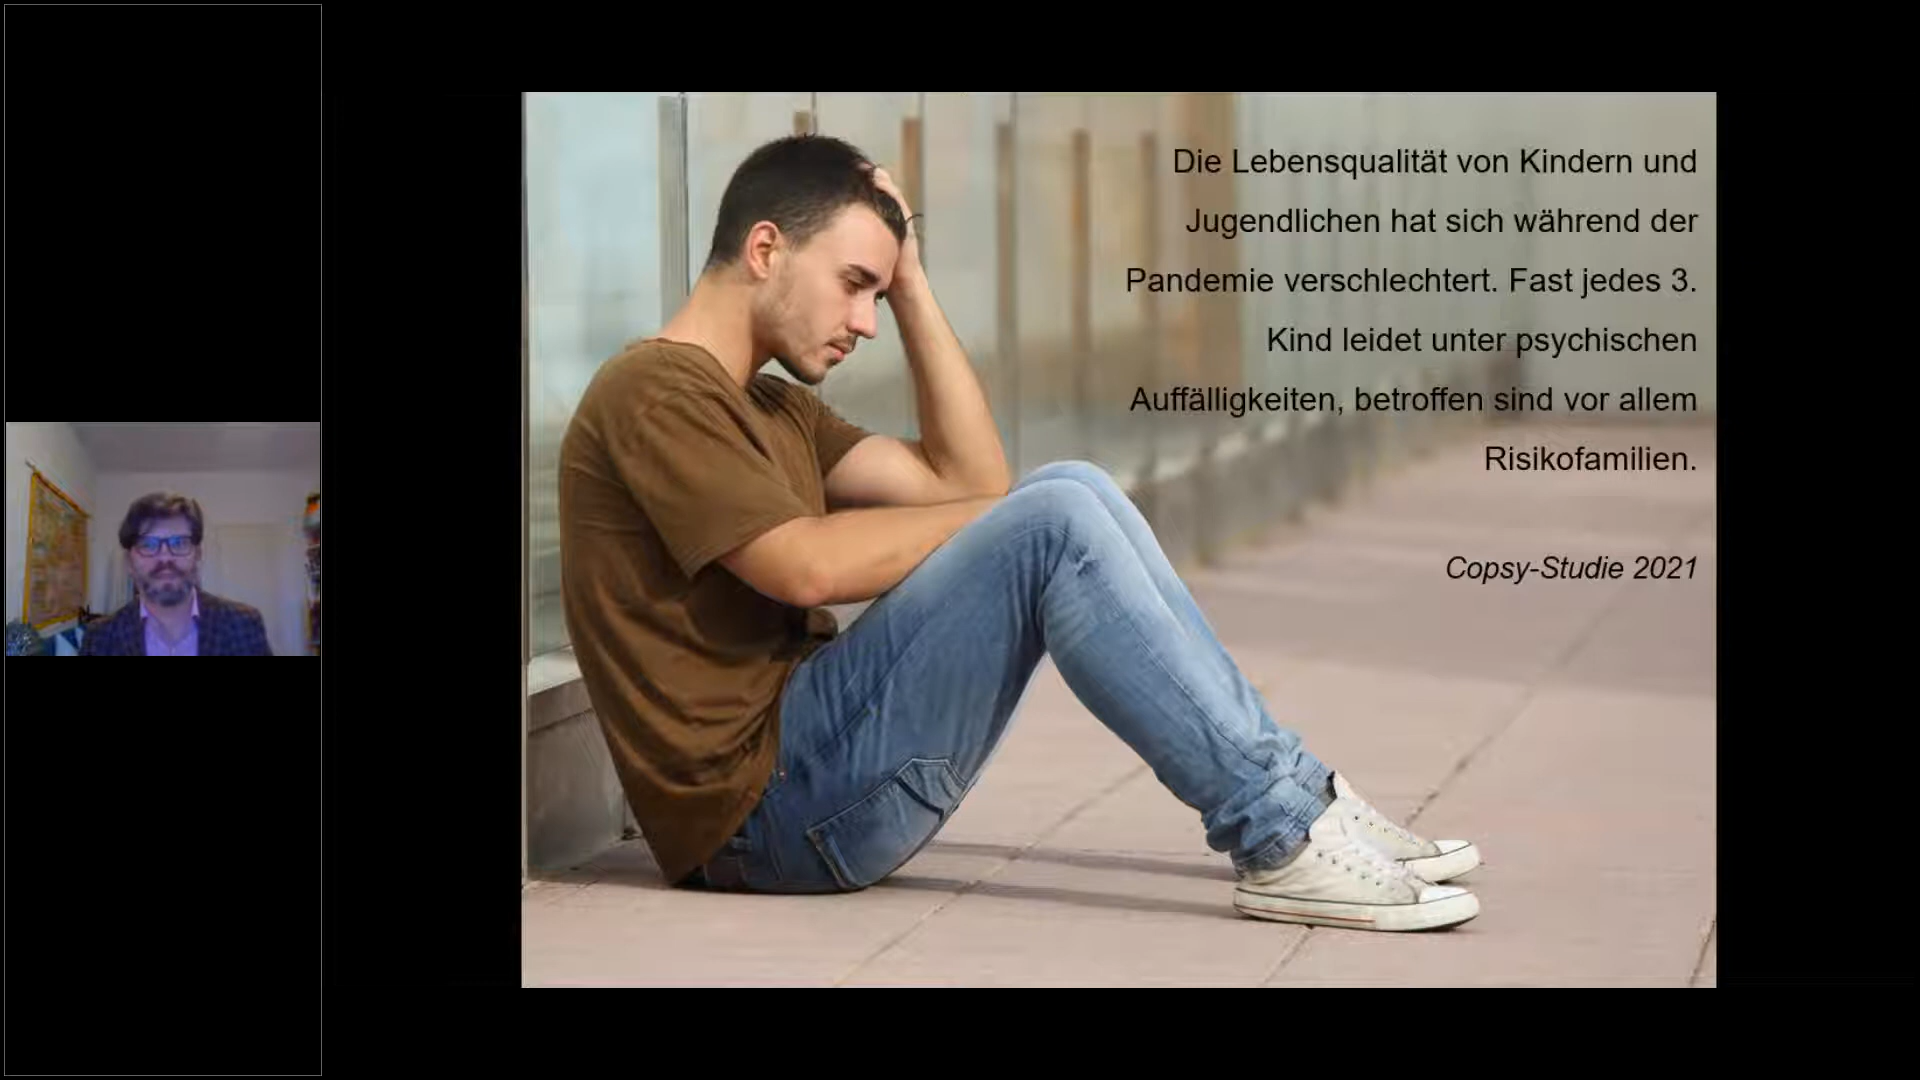 Die Lebensqualität von Kindern und
Jugendlichen hat sich während der
Pandemie verschlechtert. Fast jedes 3.
Kind leidet unter psychischen
Auffälligkeiten, betroffen sind vor allem
Risikofamilien.
Copsy-Studie 2021